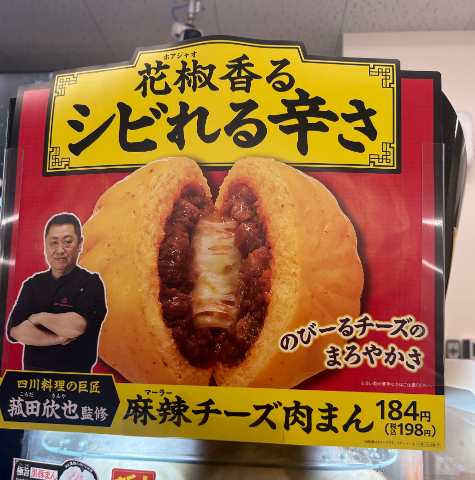 ホアジャオ
花椒香る
シビれる辛さ
のびーるチーズの
まろやかさ
四川料理の巨匠
こもだ きんや
菰田欣也監修
マーラー
麻辣チーズ肉まん
184円
(税込198円)